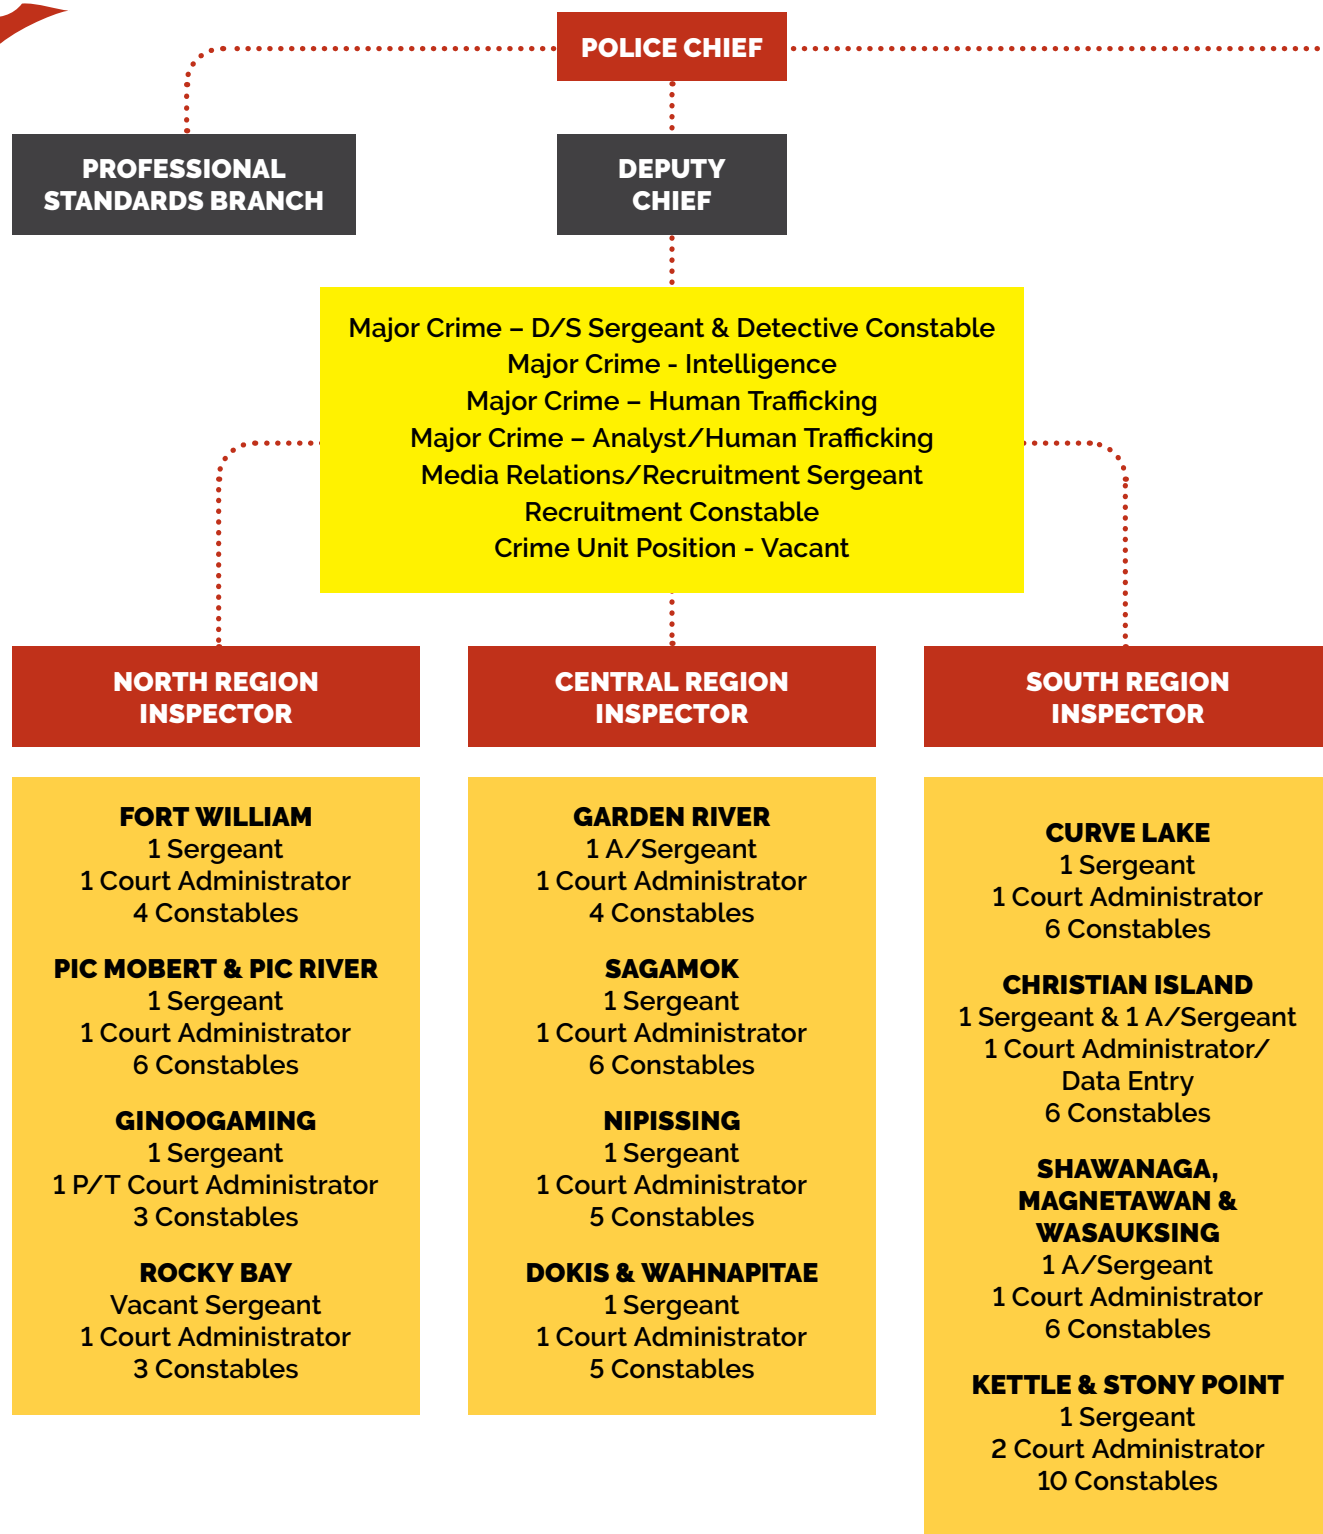 POLICE CHIEF
PROFESSIONAL
STANDARDS BRANCH
DEPUTY
CHIEF
Major Crime – D/S Sergeant & Detective Constable
Major Crime - Intelligence
Major Crime – Human Trafficking
Major Crime – Analyst/Human Trafficking
Media Relations/Recruitment Sergeant
Recruitment Constable
Crime Unit Position - Vacant
NORTH REGION
INSPECTOR
FORT WILLIAM
1 Sergeant
1 Court Administrator
4 Constables
PIC MOBERT & PIC RIVER
1 Sergeant
1 Court Administrator
6 Constables
GINOOGAMING
1 Sergeant
1 P/T Court Administrator
3 Constables
ROCKY BAY
Vacant Sergeant
1 Court Administrator
3 Constables
CENTRAL REGION
INSPECTOR
GARDEN RIVER
1 A/Sergeant
1 Court Administrator
4 Constables
SAGAMOK
1 Sergeant
1 Court Administrator
6 Constables
NIPISSING
1 Sergeant
1 Court Administrator
5 Constables
DOKIS & WAHNAPITAE
1 Sergeant
1 Court Administrator
5 Constables
SOUTH REGION
INSPECTOR
CURVE LAKE
1 Sergeant
1 Court Administrator
6 Constables
CHRISTIAN ISLAND
1 Sergeant & 1 A/Sergeant
1 Court Administrator/
Data Entry
6 Constables
SHAWANAGA,
MAGNETAWAN &
WASAUKSING
1 A/Sergeant
1 Court Administrator
6 Constables
KETTLE & STONY POINT
1 Sergeant
2 Court Administrator
10 Constables